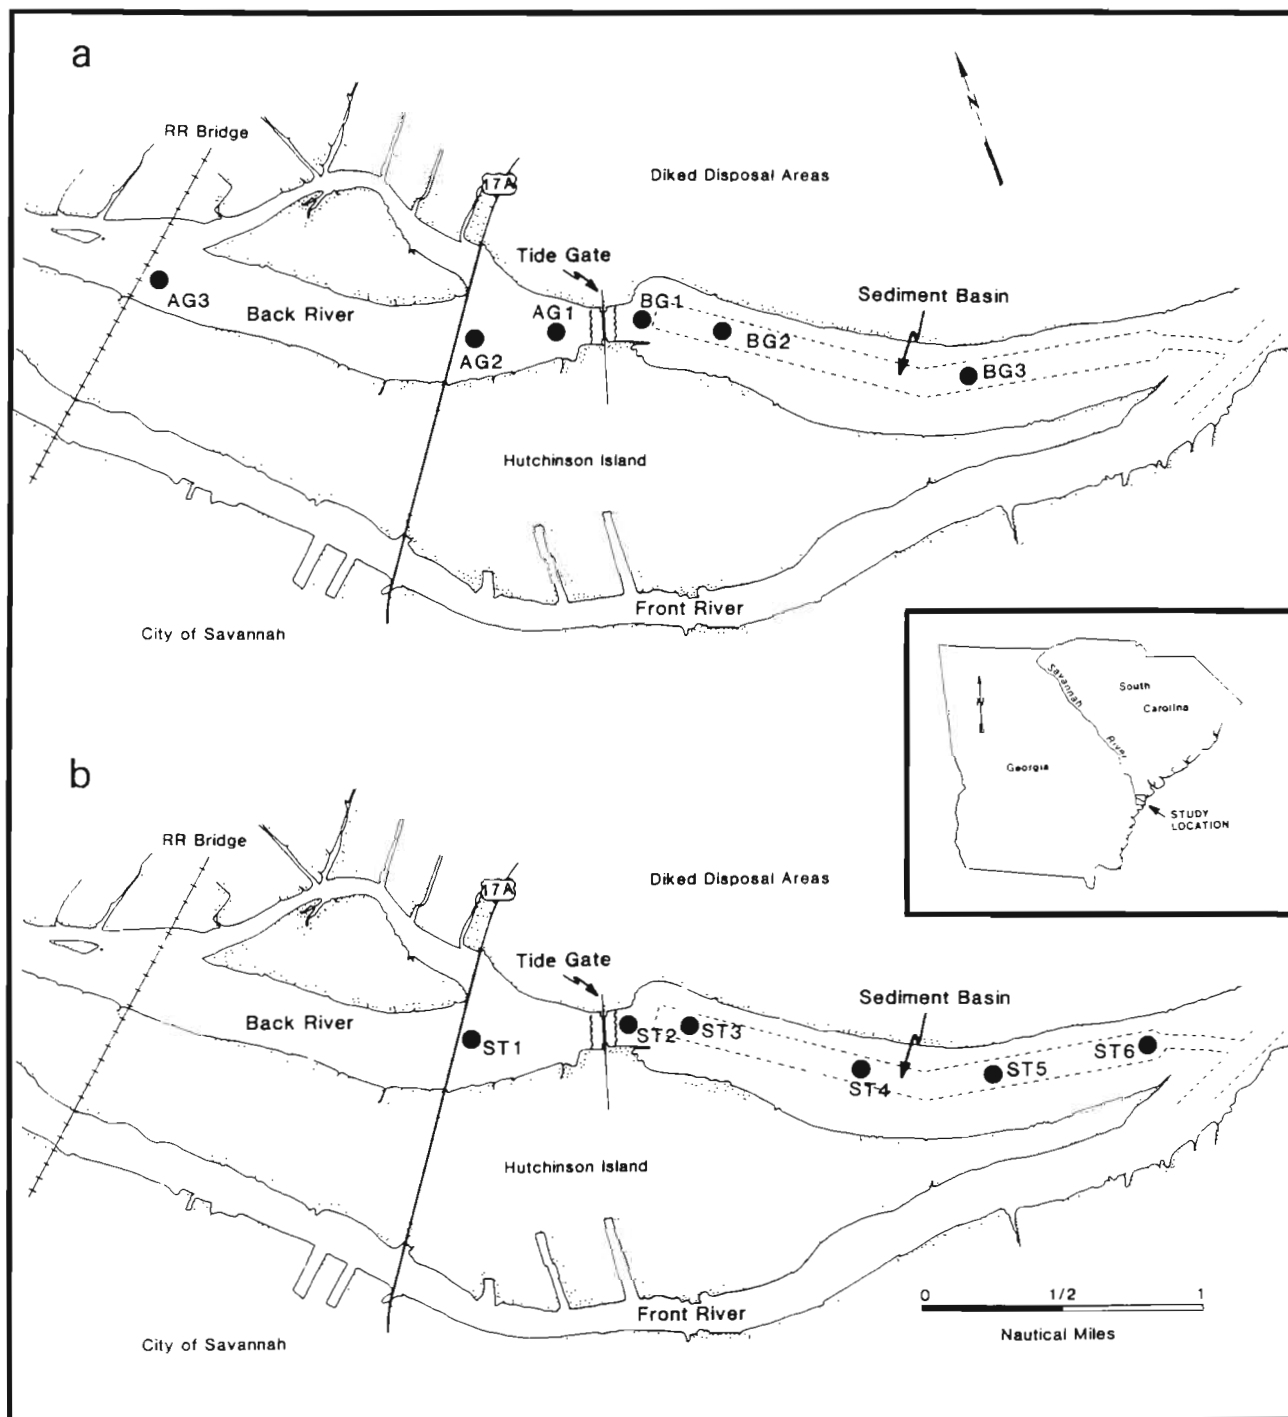 a
N
RR Bridge
17A
Diked Disposal Areas
Tide Gate
AG3
Back River
AG1
BG1
Sediment Basin
AG2
BG2
BG3
Hutchinson Island
Front River
City of Savannah
N
Savannah
River
South
Carolina
Georgia
STUDY
LOCATION
b
RR Bridge
17A
Diked Disposal Areas
Tide Gate
Sediment Basin
Back River
ST1
ST2
ST3
ST4
ST5
ST6
Hutchinson Island
Front River
City of Savannah
0 1/2 1
Nautical Miles